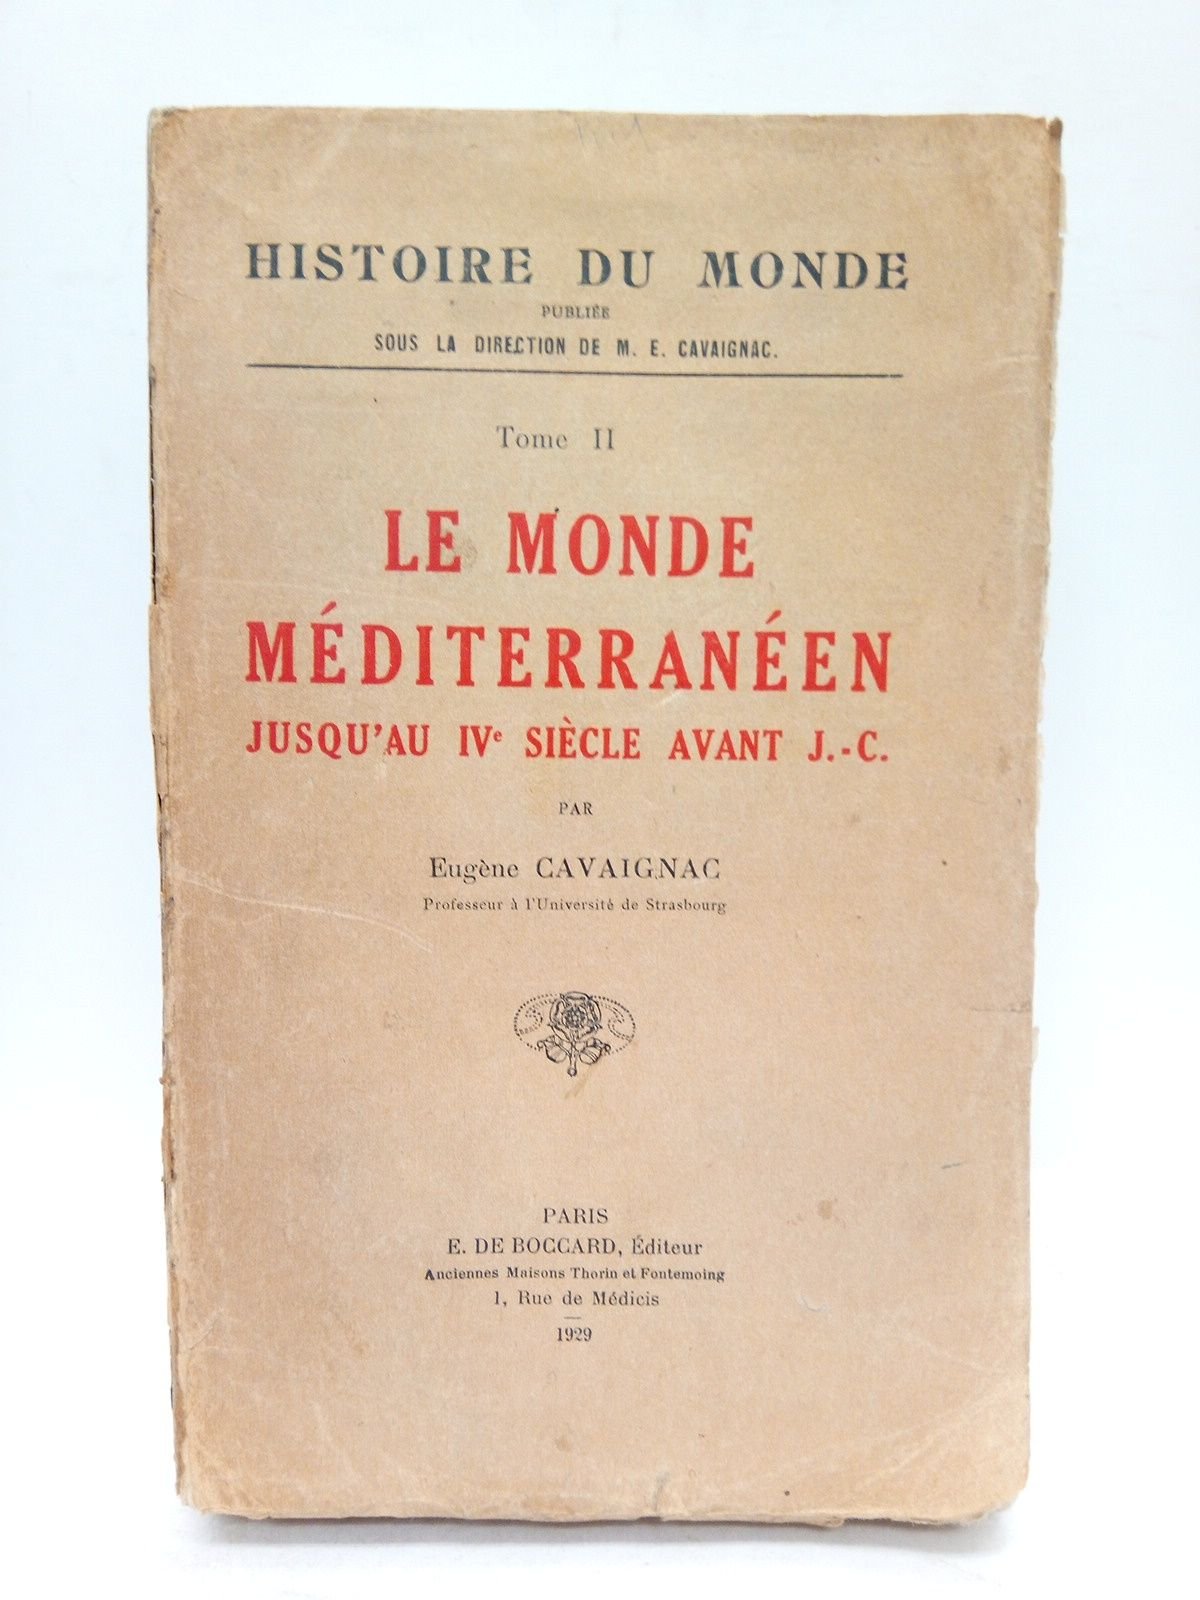 HISTOIRE DU MONDE
PUBLIÉE
SOUS LA DIRECTION DE M. E. CAVAIGNAC.
Tome II
LE MONDE
MÉDITERRANÉEN
JUSQU'AU IVe SIÈCLE AVANT J.-C.
PAR
Eugène CAVAIGNAC
Professeur à l'Université de Strasbourg
PARIS
E. DE BOCCARD, Éditeur
Anciennes Maisons Thorin et Fontemoing
1, Rue de Médicis
1929